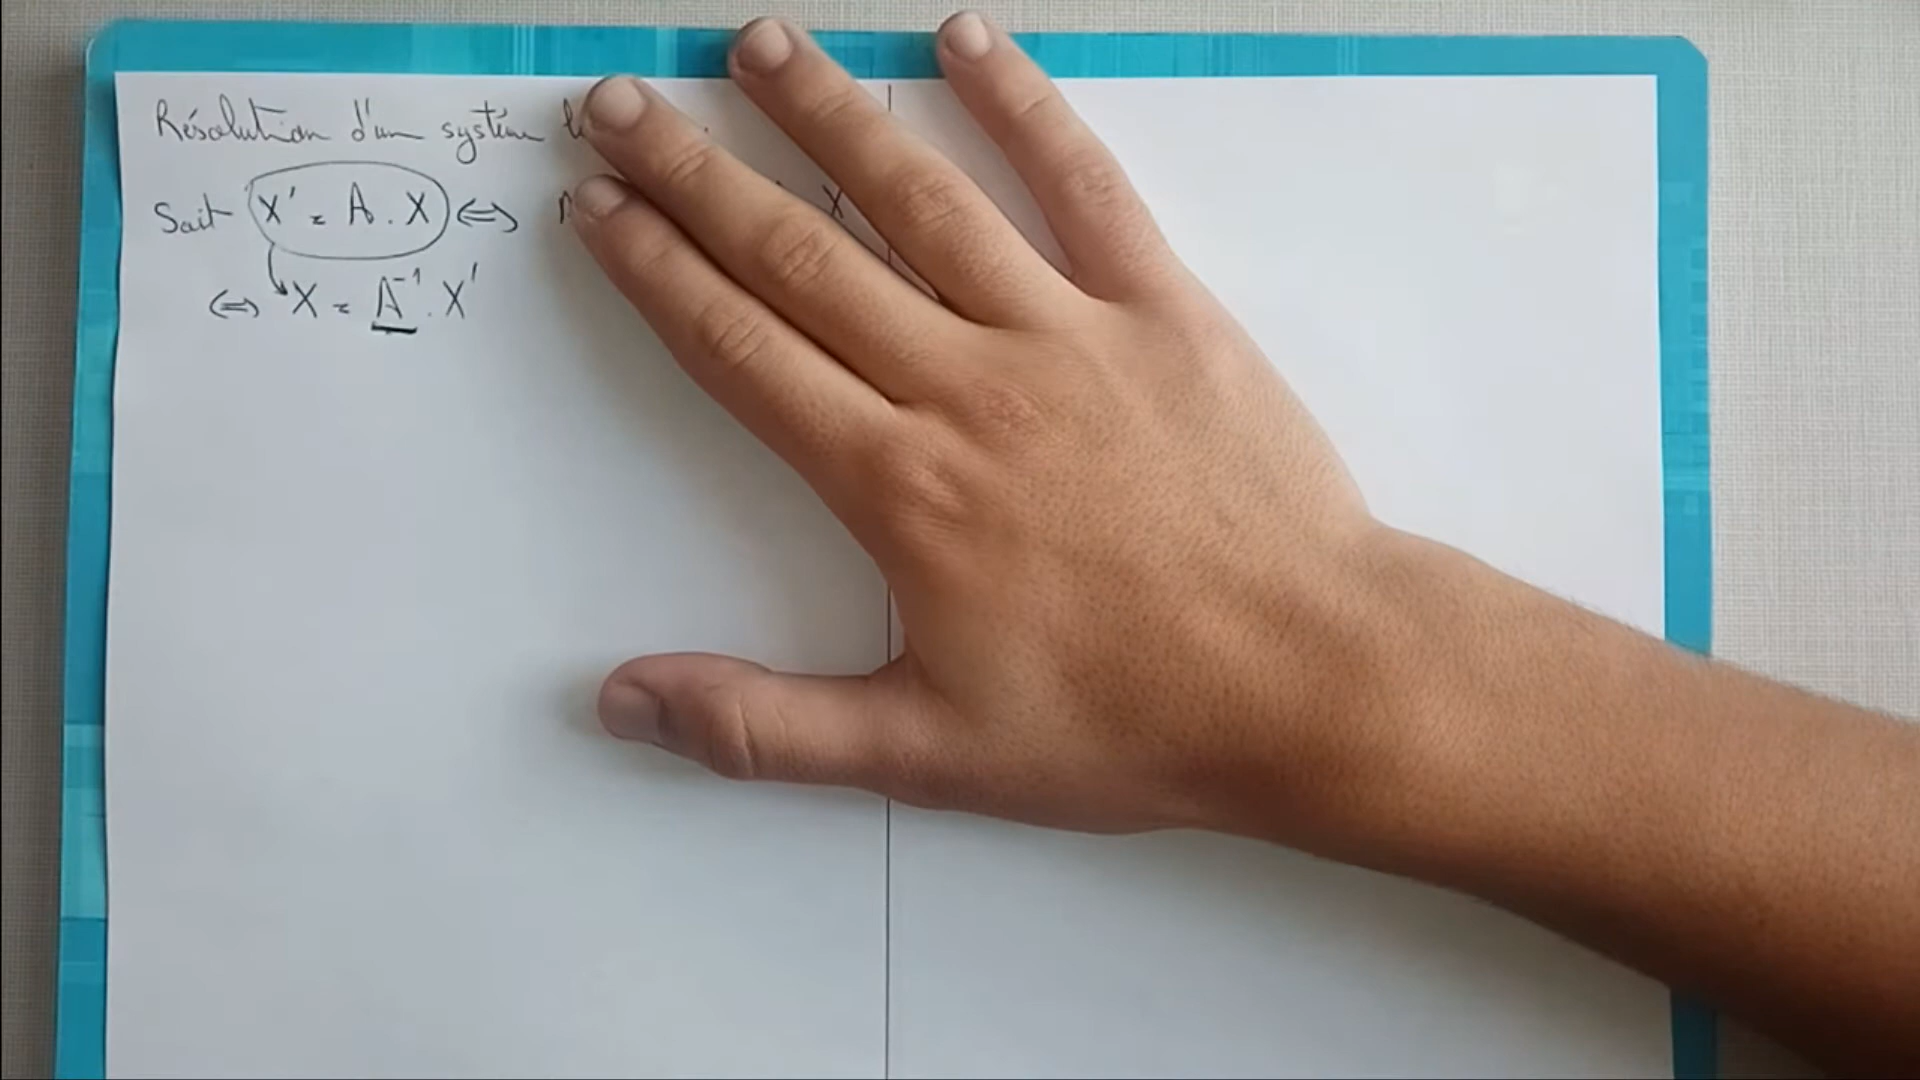 Résolution d'un système
Soit X' = A . X ⟺
⟺ X = A⁻¹ . X'